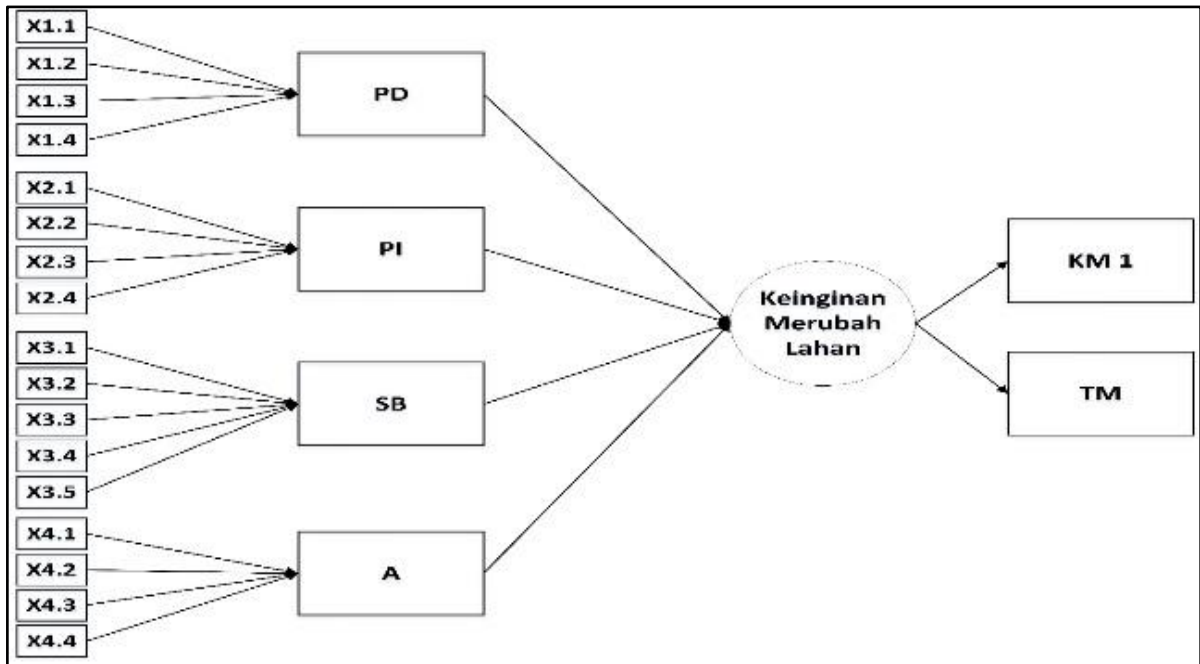 X1.1
X1.2
X1.3
X1.4
PD
X2.1
X2.2
X2.3
X2.4
PI
X3.1
X3.2
X3.3
X3.4
X3.5
SB
X4.1
X4.2
X4.3
X4.4
A
Keinginan
Merubah
Lahan
KM 1
TM